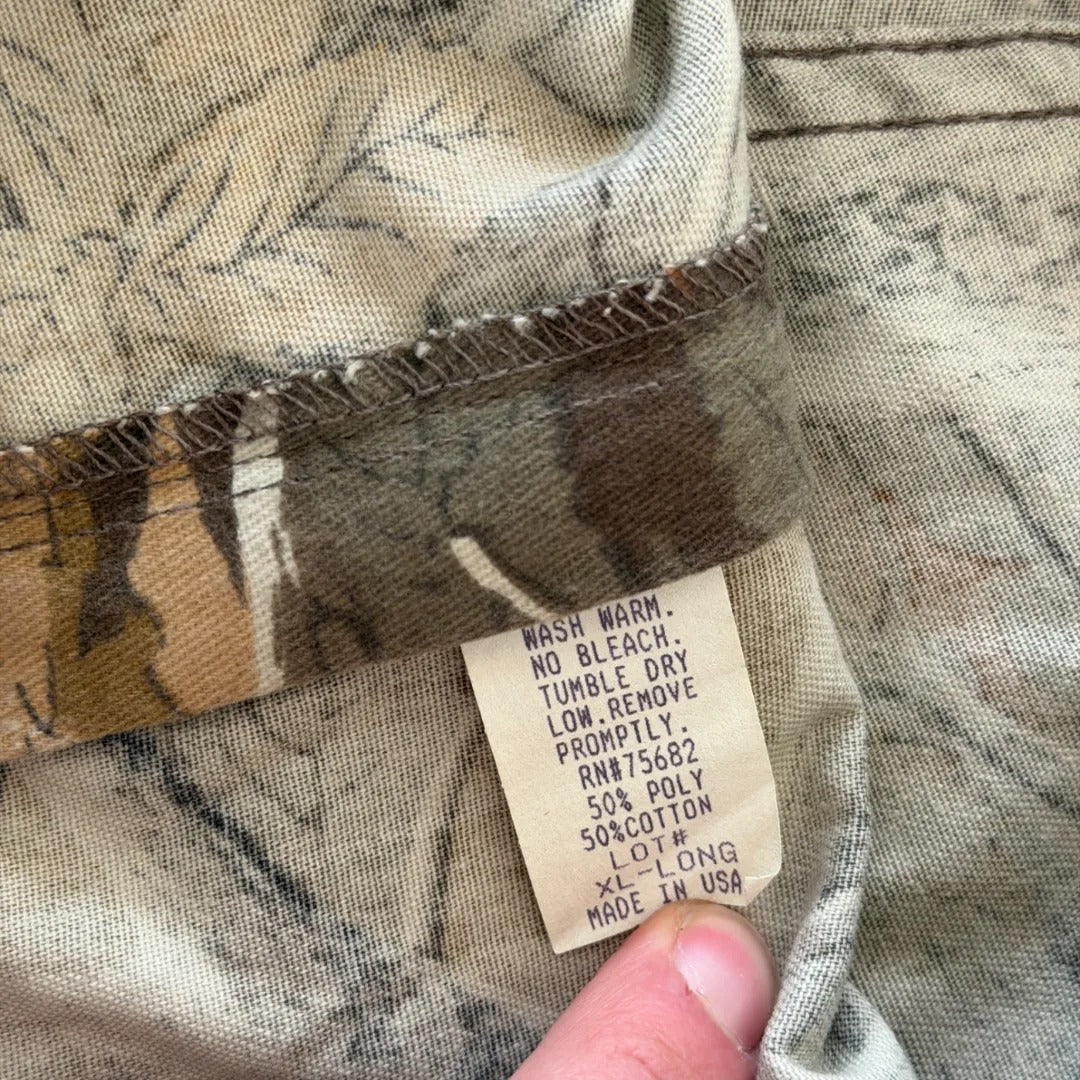 WASH WARM.
NO BLEACH.
TUMBLE DRY
LOW.REMOVE
PROMPTLY.
RN#75682
50% POLY
50%COTTON
LOT#
XL-LONG
MADE IN USA